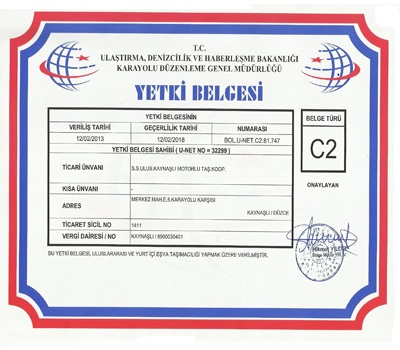 T.C.
ULAŞTIRMA, DENİZCİLİK VE HABERLEŞME BAKANLIĞI
KARAYOLU DÜZENLEME GENEL MÜDÜRLÜĞÜ
YETKİ BELGESİ
YETKİ BELGESİNİN
VERİLİŞ TARİHİ GEÇERLİLİK TARİHİ NUMARASI
12/02/2013 12/02/2018 BOL.U-NET.C2.81.747
YETKİ BELGESİ SAHİBİ ( U-NET NO = 32299 )
TİCARİ ÜNVANI S.S.ULUS.KAYNAŞLI MOTORLU TAŞ.KOOP.
KISA ÜNVANI -
ADRES MERKEZ MAH.E.5.KARAYOLU KARŞISI
KAYNAŞLI / DÜZCE
TİCARET SİCİL NO 1411
VERGİ DAİRESİ / NO KAYNAŞLI / 8900030401
BU YETKİ BELGESİ, ULUSLARARASI VE YURT İÇİ EŞYA TAŞIMACILIĞI YAPMAK ÜZERE VERİLMİŞTİR.
BELGE TÜRÜ
C2
ONAYLAYAN